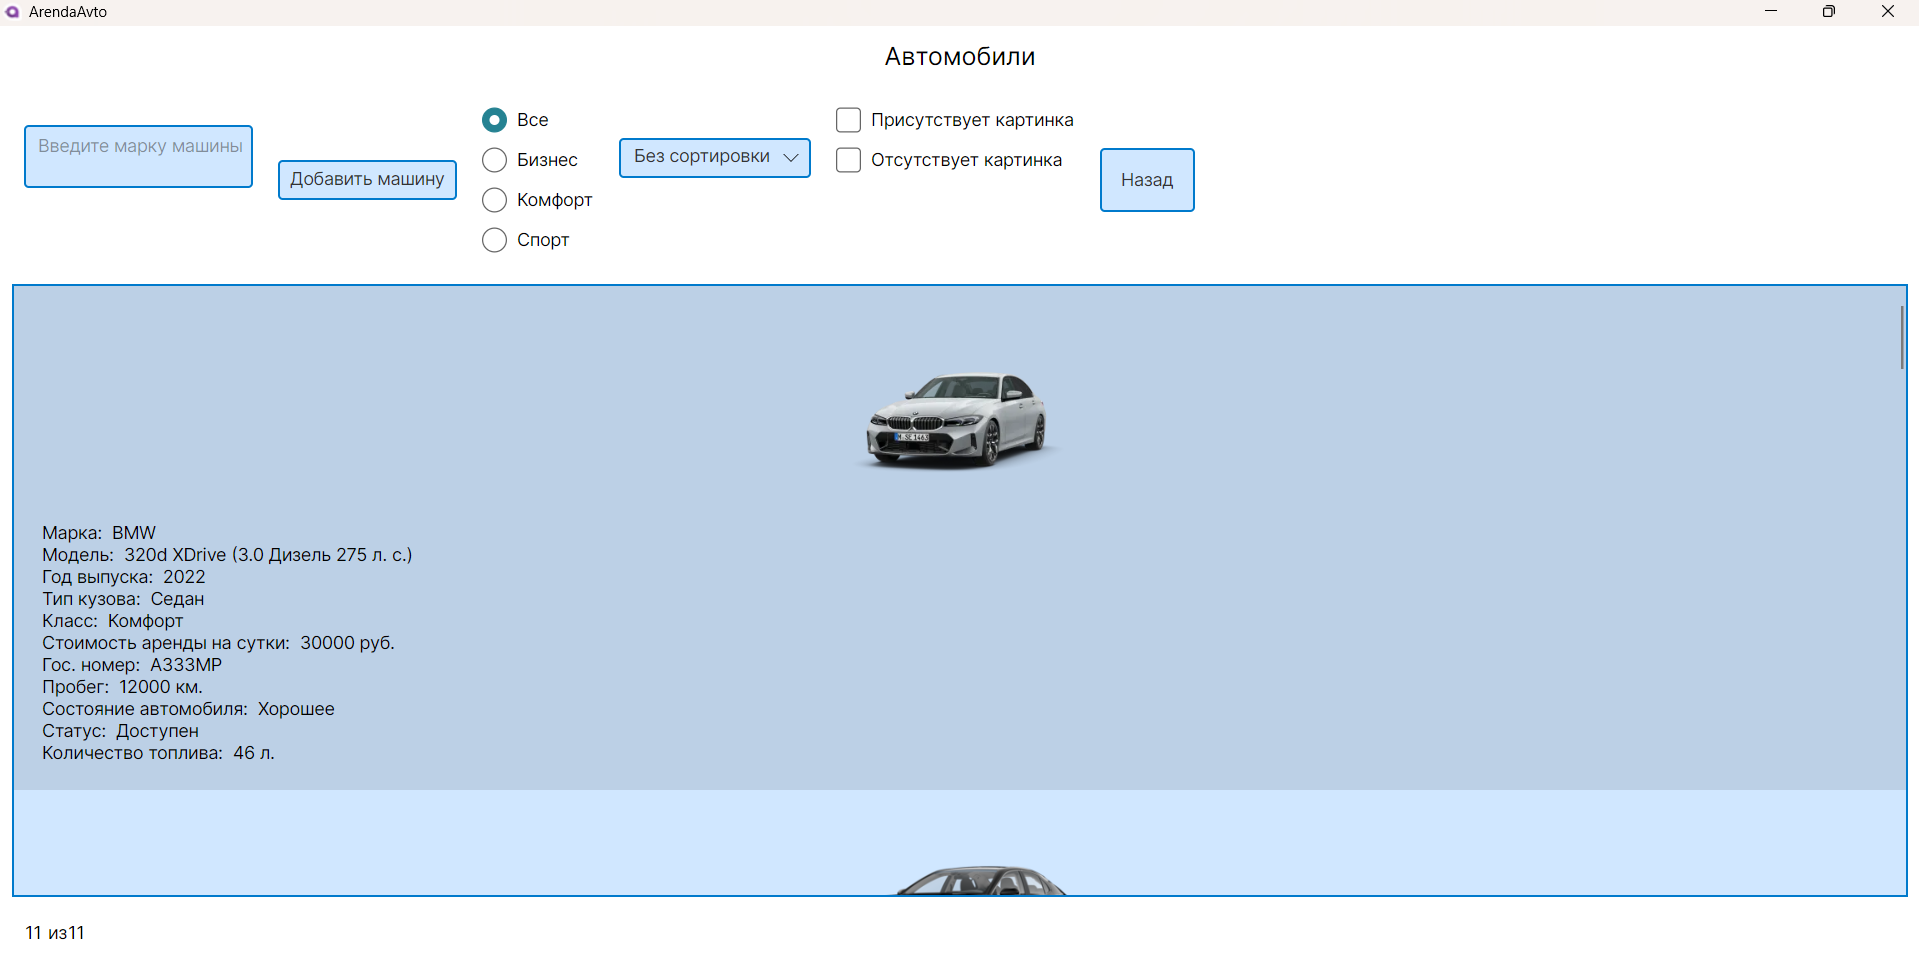 ArendaAvto
Автомобили
Введите марку машины
Добавить машину
Все
Бизнес
Комфорт
Спорт
Без сортировки
Присутствует картинка
Отсутствует картинка
Назад
M·SE 1463
Марка:  BMW
Модель:  320d XDrive (3.0 Дизель 275 л. с.)
Год выпуска:  2022
Тип кузова:  Седан
Класс:  Комфорт
Стоимость аренды на сутки:  30000 руб.
Гос. номер:  А333МР
Пробег:  12000 км.
Состояние автомобиля:  Хорошее
Статус:  Доступен
Количество топлива:  46 л.
11 из11